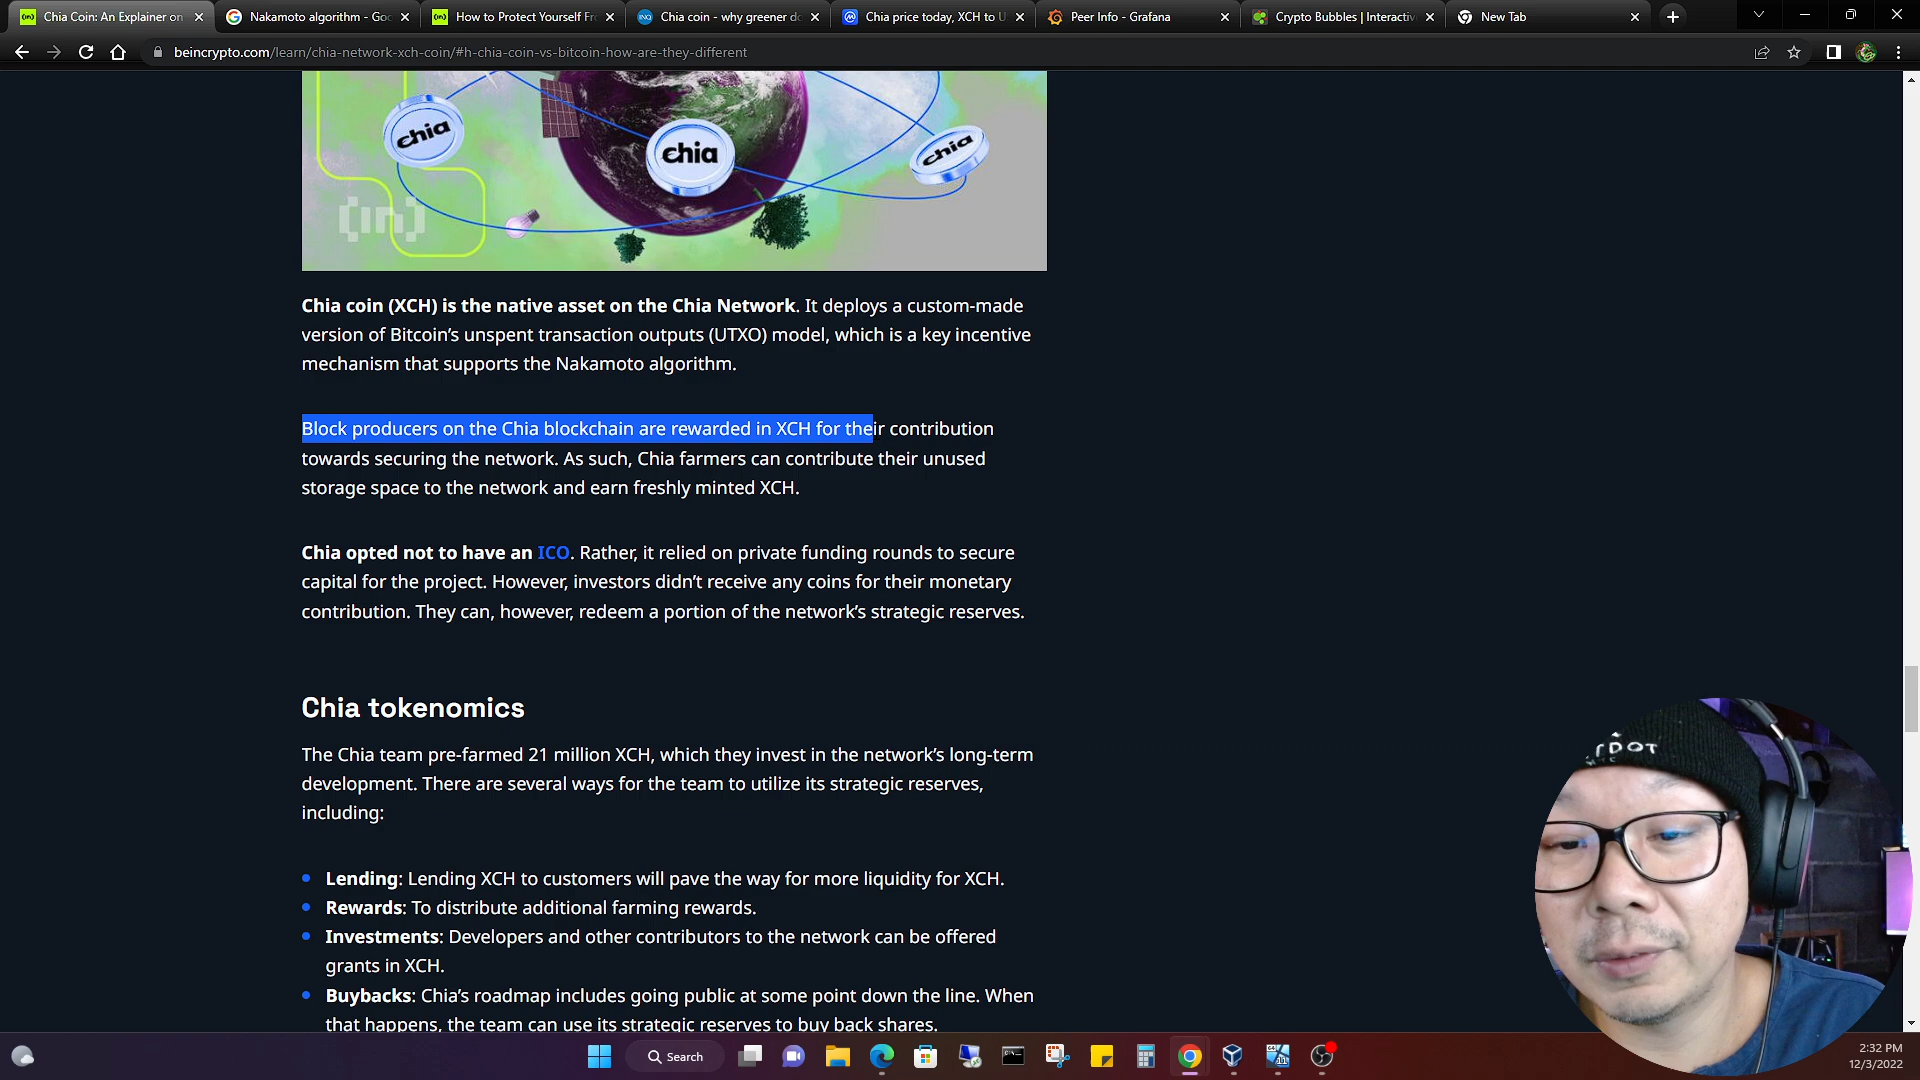 Chia Coin: An Explainer on
Nakamoto algorithm - Goo
How to Protect Yourself Fr
Chia coin - why greener do
Chia price today, XCH to U
Peer Info - Grafana
Crypto Bubbles | Interactiv
New Tab
beincrypto.com/learn/chia-network-xch-coin/#h-chia-coin-vs-bitcoin-how-are-they-different
chia
chia
chia
[in]
Chia coin (XCH) is the native asset on the Chia Network. It deploys a custom-made
version of Bitcoin’s unspent transaction outputs (UTXO) model, which is a key incentive
mechanism that supports the Nakamoto algorithm.
Block producers on the Chia blockchain are rewarded in XCH for their contribution
towards securing the network. As such, Chia farmers can contribute their unused
storage space to the network and earn freshly minted XCH.
Chia opted not to have an ICO. Rather, it relied on private funding rounds to secure
capital for the project. However, investors didn’t receive any coins for their monetary
contribution. They can, however, redeem a portion of the network’s strategic reserves.
Chia tokenomics
The Chia team pre-farmed 21 million XCH, which they invest in the network’s long-term
development. There are several ways for the team to utilize its strategic reserves,
including:
Lending: Lending XCH to customers will pave the way for more liquidity for XCH.
Rewards: To distribute additional farming rewards.
Investments: Developers and other contributors to the network can be offered
grants in XCH.
Buybacks: Chia’s roadmap includes going public at some point down the line. When
that happens, the team can use its strategic reserves to buy back shares.
Search
2:32 PM
12/3/2022